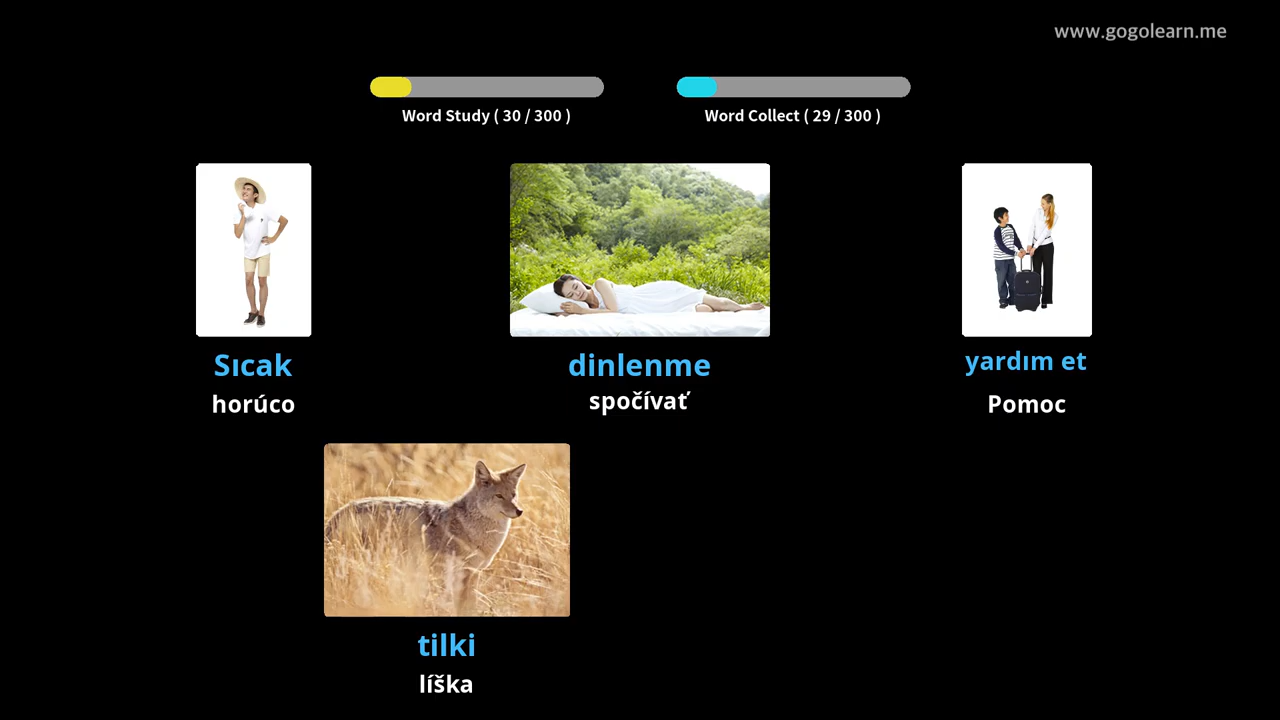 www.gogolearn.me
Word Study ( 30 / 300 )
Word Collect ( 29 / 300 )
Sıcak
horúco
dinlenme
spočívať
yardım et
Pomoc
tilki
líška